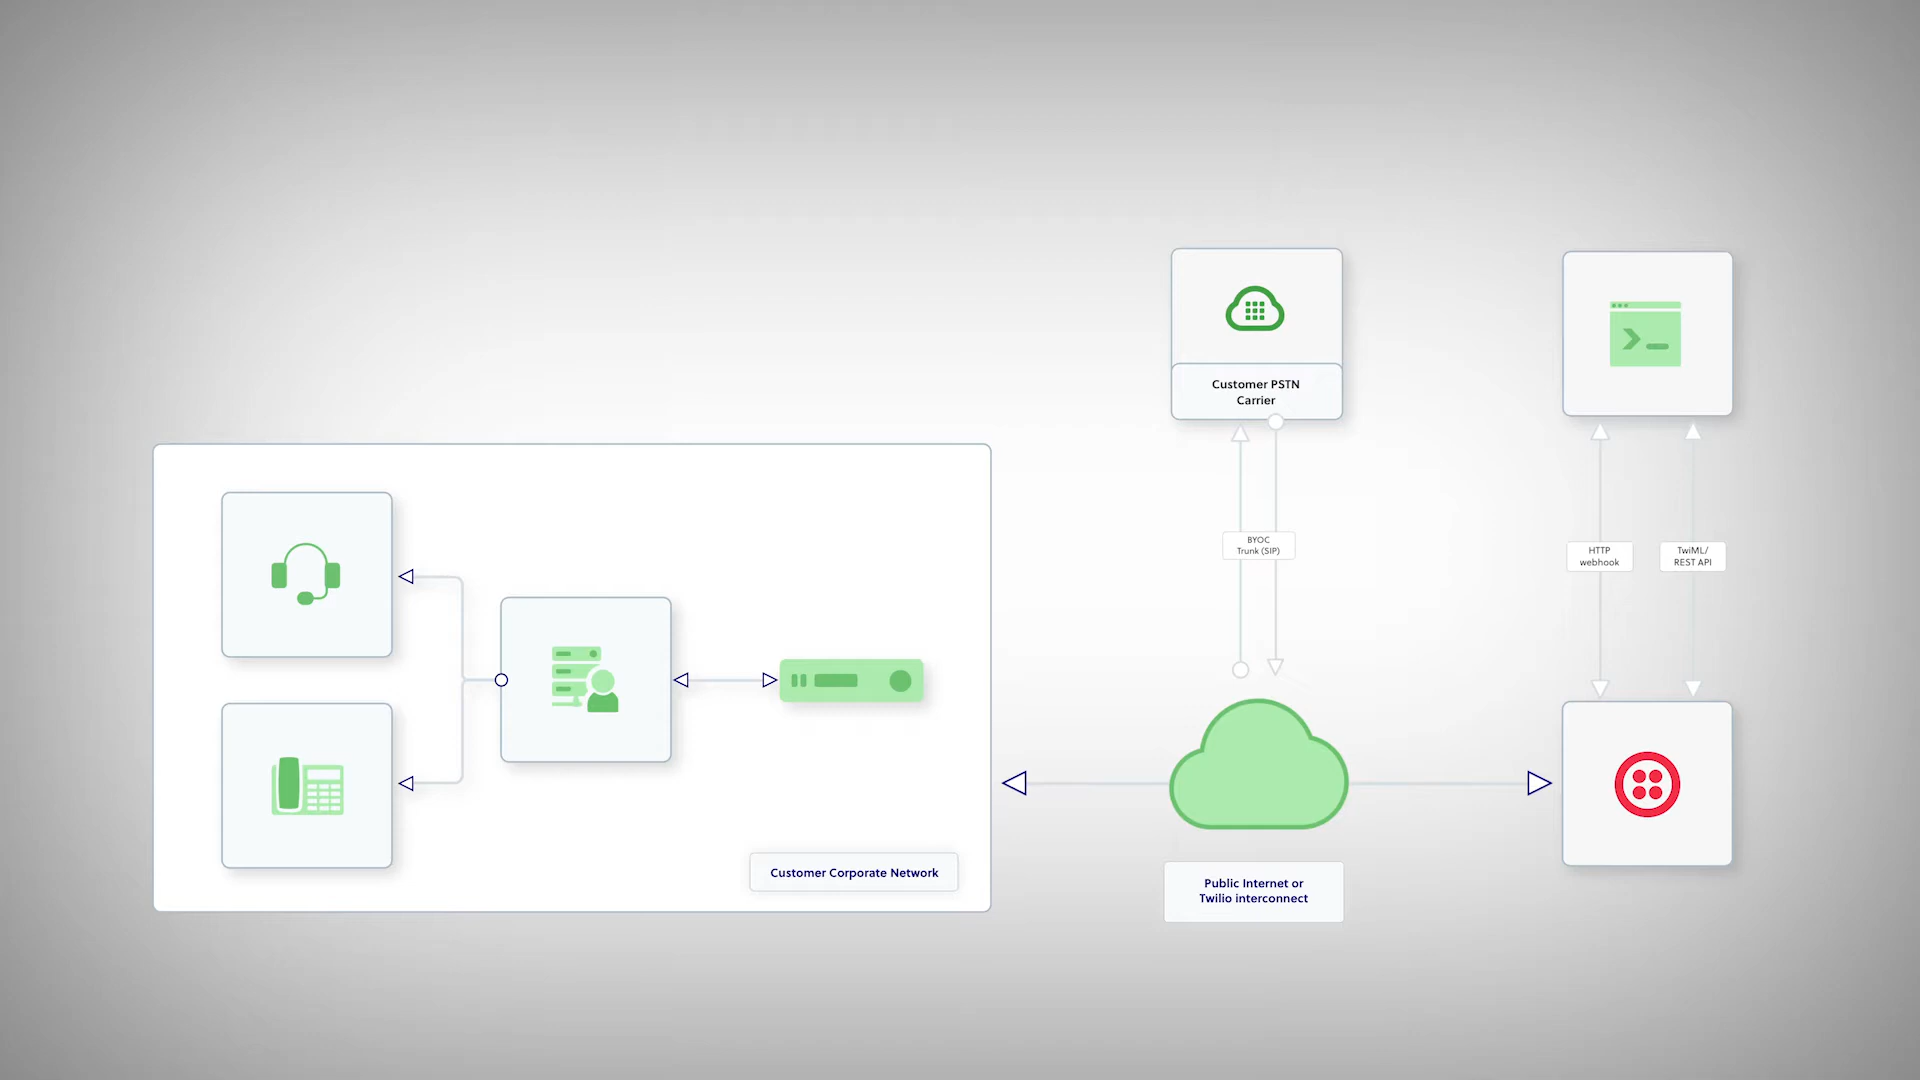 Customer PSTN
Carrier
BYOC
Trunk (SIP)
HTTP
webhook
TwiML/
REST API
Customer Corporate Network
Public Internet or
Twilio interconnect